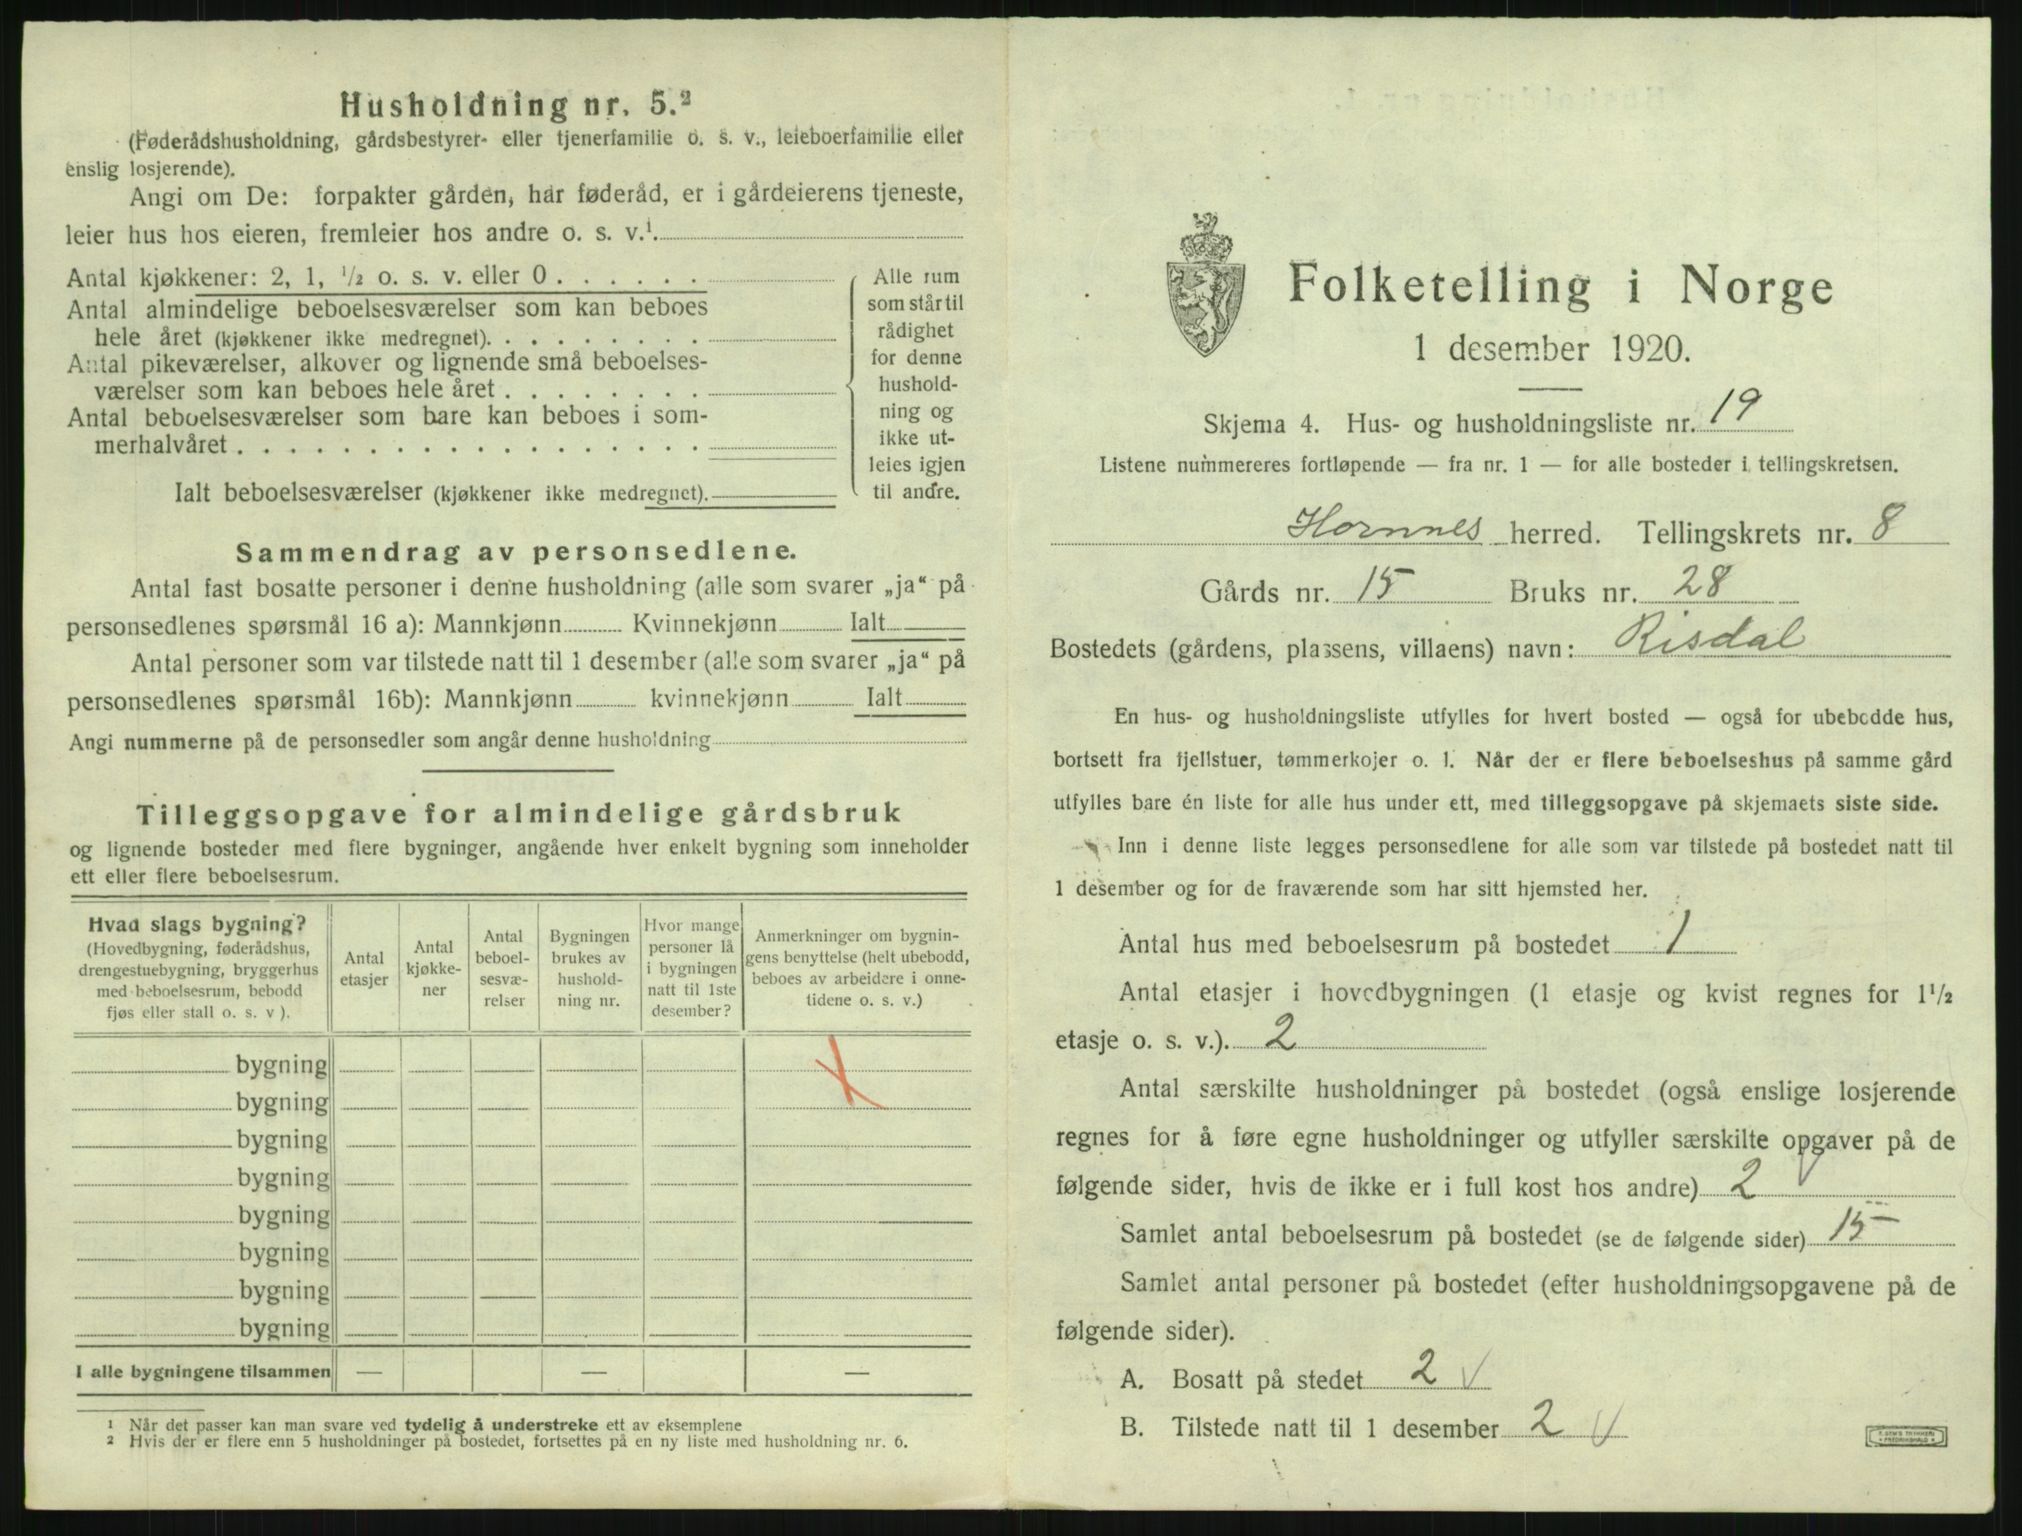 Husholdning nr. 5.²
(Føderådshusholdning, gårdsbestyrer- eller tjenerfamilie o. s. v., leieboerfamilie eller
enslig losjerende).
Angi om De: forpakter gården, har føderåd, er i gårdeierens tjeneste,
leier hus hos eieren, fremleier hos andre o. s. v.¹.
Antal kjøkkener: 2, 1, ½ o. s. v. eller 0 . . . . . .
Antal almindelige beboelsesværelser som kan beboes
hele året (kjøkkener ikke medregnet). . . . . . . . .
Antal pikeværelser, alkover og lignende små beboelses-
værelser som kan beboes hele året . . . . . . . .
Antal beboelsesværelser som bare kan beboes i som-
merhalvåret . . . . . . . . . . . . . . . . . .
Ialt beboelsesværelser (kjøkkener ikke medregnet).
Alle rum
som står til
rådighet
for denne
hushold-
ning og
ikke ut-
leies igjen
til andre.
Sammendrag av personsedlene.
Antal fast bosatte personer i denne husholdning (alle som svarer „ja“ på
personsedlenes spørsmål 16 a): Mannkjønn Kvinnekjønn Ialt
Antal personer som var tilstede natt til 1 desember (alle som svarer „ja“ på
personsedlenes spørsmål 16b): Mannkjønn kvinnekjønn Ialt
Angi nummerne på de personsedler som angår denne husholdning
Tilleggsopgave for almindelige gårdsbruk
og lignende bosteder med flere bygninger, angående hver enkelt bygning som inneholder
ett eller flere beboelsesrum.
Hvad slags bygning?
(Hovedbygning, føderådshus,
drengestuebygning, bryggerhus
med beboelsesrum, bebodd
fjøs eller stall o. s. v ).
Antal
etasjer
Antal
kjøkke-
ner
Antal
beboel-
sesvæ-
relser
Bygningen
brukes av
hushold-
ning nr.
Hvor mange
personer lå
i bygningen
natt til 1ste
desember?
Anmerkninger om bygnin-
gens benyttelse (helt ubebodd,
beboes av arbeidere i onne-
tidene o. s. v.)
bygning
bygning
bygning
bygning
bygning
bygning
bygning
bygning
I alle bygningene tilsammen — — —
¹ Når det passer kan man svare ved tydelig å understreke ett av eksemplene
² Hvis der er flere enn 5 husholdninger på bostedet, fortsettes på en ny liste med husholdning nr. 6.
Folketelling i Norge
1 desember 1920.
Skjema 4. Hus- og husholdningsliste nr. 19
Listene nummereres fortløpende — fra nr. 1 — for alle bosteder i tellingskretsen.
Hornnes herred. Tellingskrets nr. 8
Gårds nr. 15 Bruks nr. 28
Bostedets (gårdens, plassens, villaens) navn: Risdal
En hus- og husholdningsliste utfylles for hvert bosted — også for ubebodde hus,
bortsett fra fjellstuer, tømmerkojer o. l. Når der er flere beboelseshus på samme gård
utfylles bare én liste for alle hus under ett, med tilleggsopgave på skjemaets siste side.
Inn i denne liste legges personsedlene for alle som var tilstede på bostedet natt til
1 desember og for de fraværende som har sitt hjemsted her.
Antal hus med beboelsesrum på bostedet 1
Antal etasjer i hovedbygningen (1 etasje og kvist regnes for 1½
etasje o. s. v.). 2
Antal særskilte husholdninger på bostedet (også enslige losjerende
regnes for å føre egne husholdninger og utfyller særskilte opgaver på de
følgende sider, hvis de ikke er i full kost hos andre) 2
Samlet antal beboelsesrum på bostedet (se de følgende sider) 15
Samlet antal personer på bostedet (efter husholdningsopgavene på de
følgende sider).
A. Bosatt på stedet 2
B. Tilstede natt til 1 desember 2